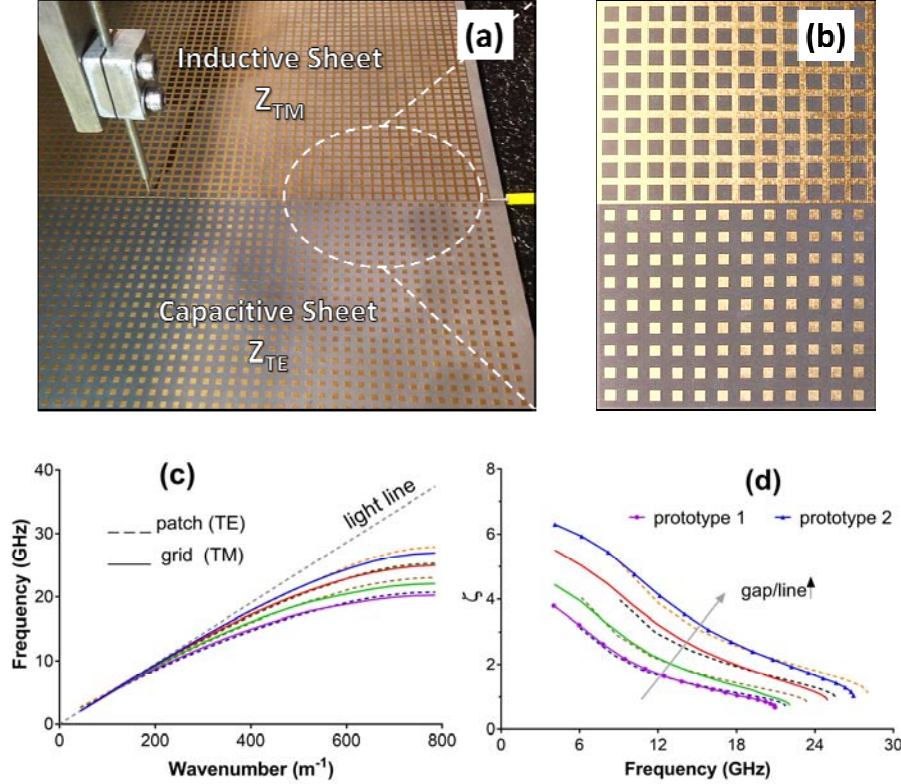 (a)
Inductive Sheet
Z_TM
Capacitive Sheet
Z_TE
(b)
(c)
Frequency (GHz)
40
30
20
10
0
patch (TE)
grid (TM)
light line
0 200 400 600 800
Wavenumber (m⁻¹)
(d)
ζ
6
4
2
0
prototype 1
prototype 2
gap/line
0 6 12 18 24 30
Frequency (GHz)